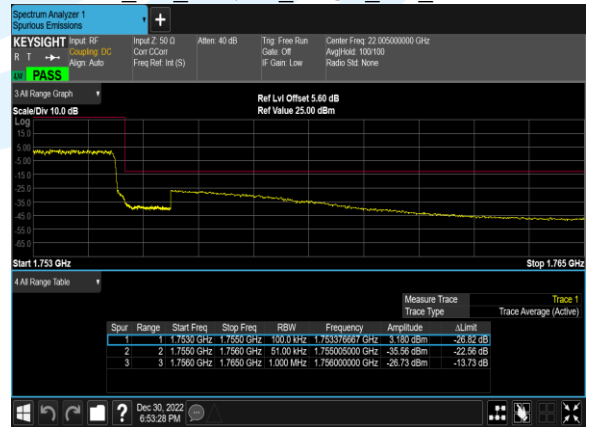 Spectrum Analyzer 1
Spurious Emissions
KEYSIGHT Input: RF Input Z: 50 Ω Atten: 40 dB Trig: Free Run Center Freq: 22.005000000 GHz
R T Coupling: DC Corr CCorr Gate: Off Avg|Hold: 100/100
Align: Auto Freq Ref: Int (S) IF Gain: Low Radio Std: None
PASS
3 All Range Graph
Ref Lvl Offset 5.60 dB
Scale/Div 10.0 dB Ref Value 25.00 dBm
Log
15.0
5.00
-5.00
-15.0
-25.0
-35.0
-45.0
-55.0
-65.0
Start 1.753 GHz Stop 1.765 GHz
4 All Range Table
Measure Trace Trace 1
Trace Type Trace Average (Active)
Spur Range Start Freq Stop Freq RBW Frequency Amplitude ΔLimit
1 1 1.7530 GHz 1.7550 GHz 100.0 kHz 1.753376667 GHz 3.180 dBm -26.82 dB
2 2 1.7550 GHz 1.7560 GHz 51.00 kHz 1.755005000 GHz -35.56 dBm -22.56 dB
3 3 1.7560 GHz 1.7650 GHz 1.000 MHz 1.756000000 GHz -26.73 dBm -13.73 dB
Dec 30, 2022
6:53:28 PM